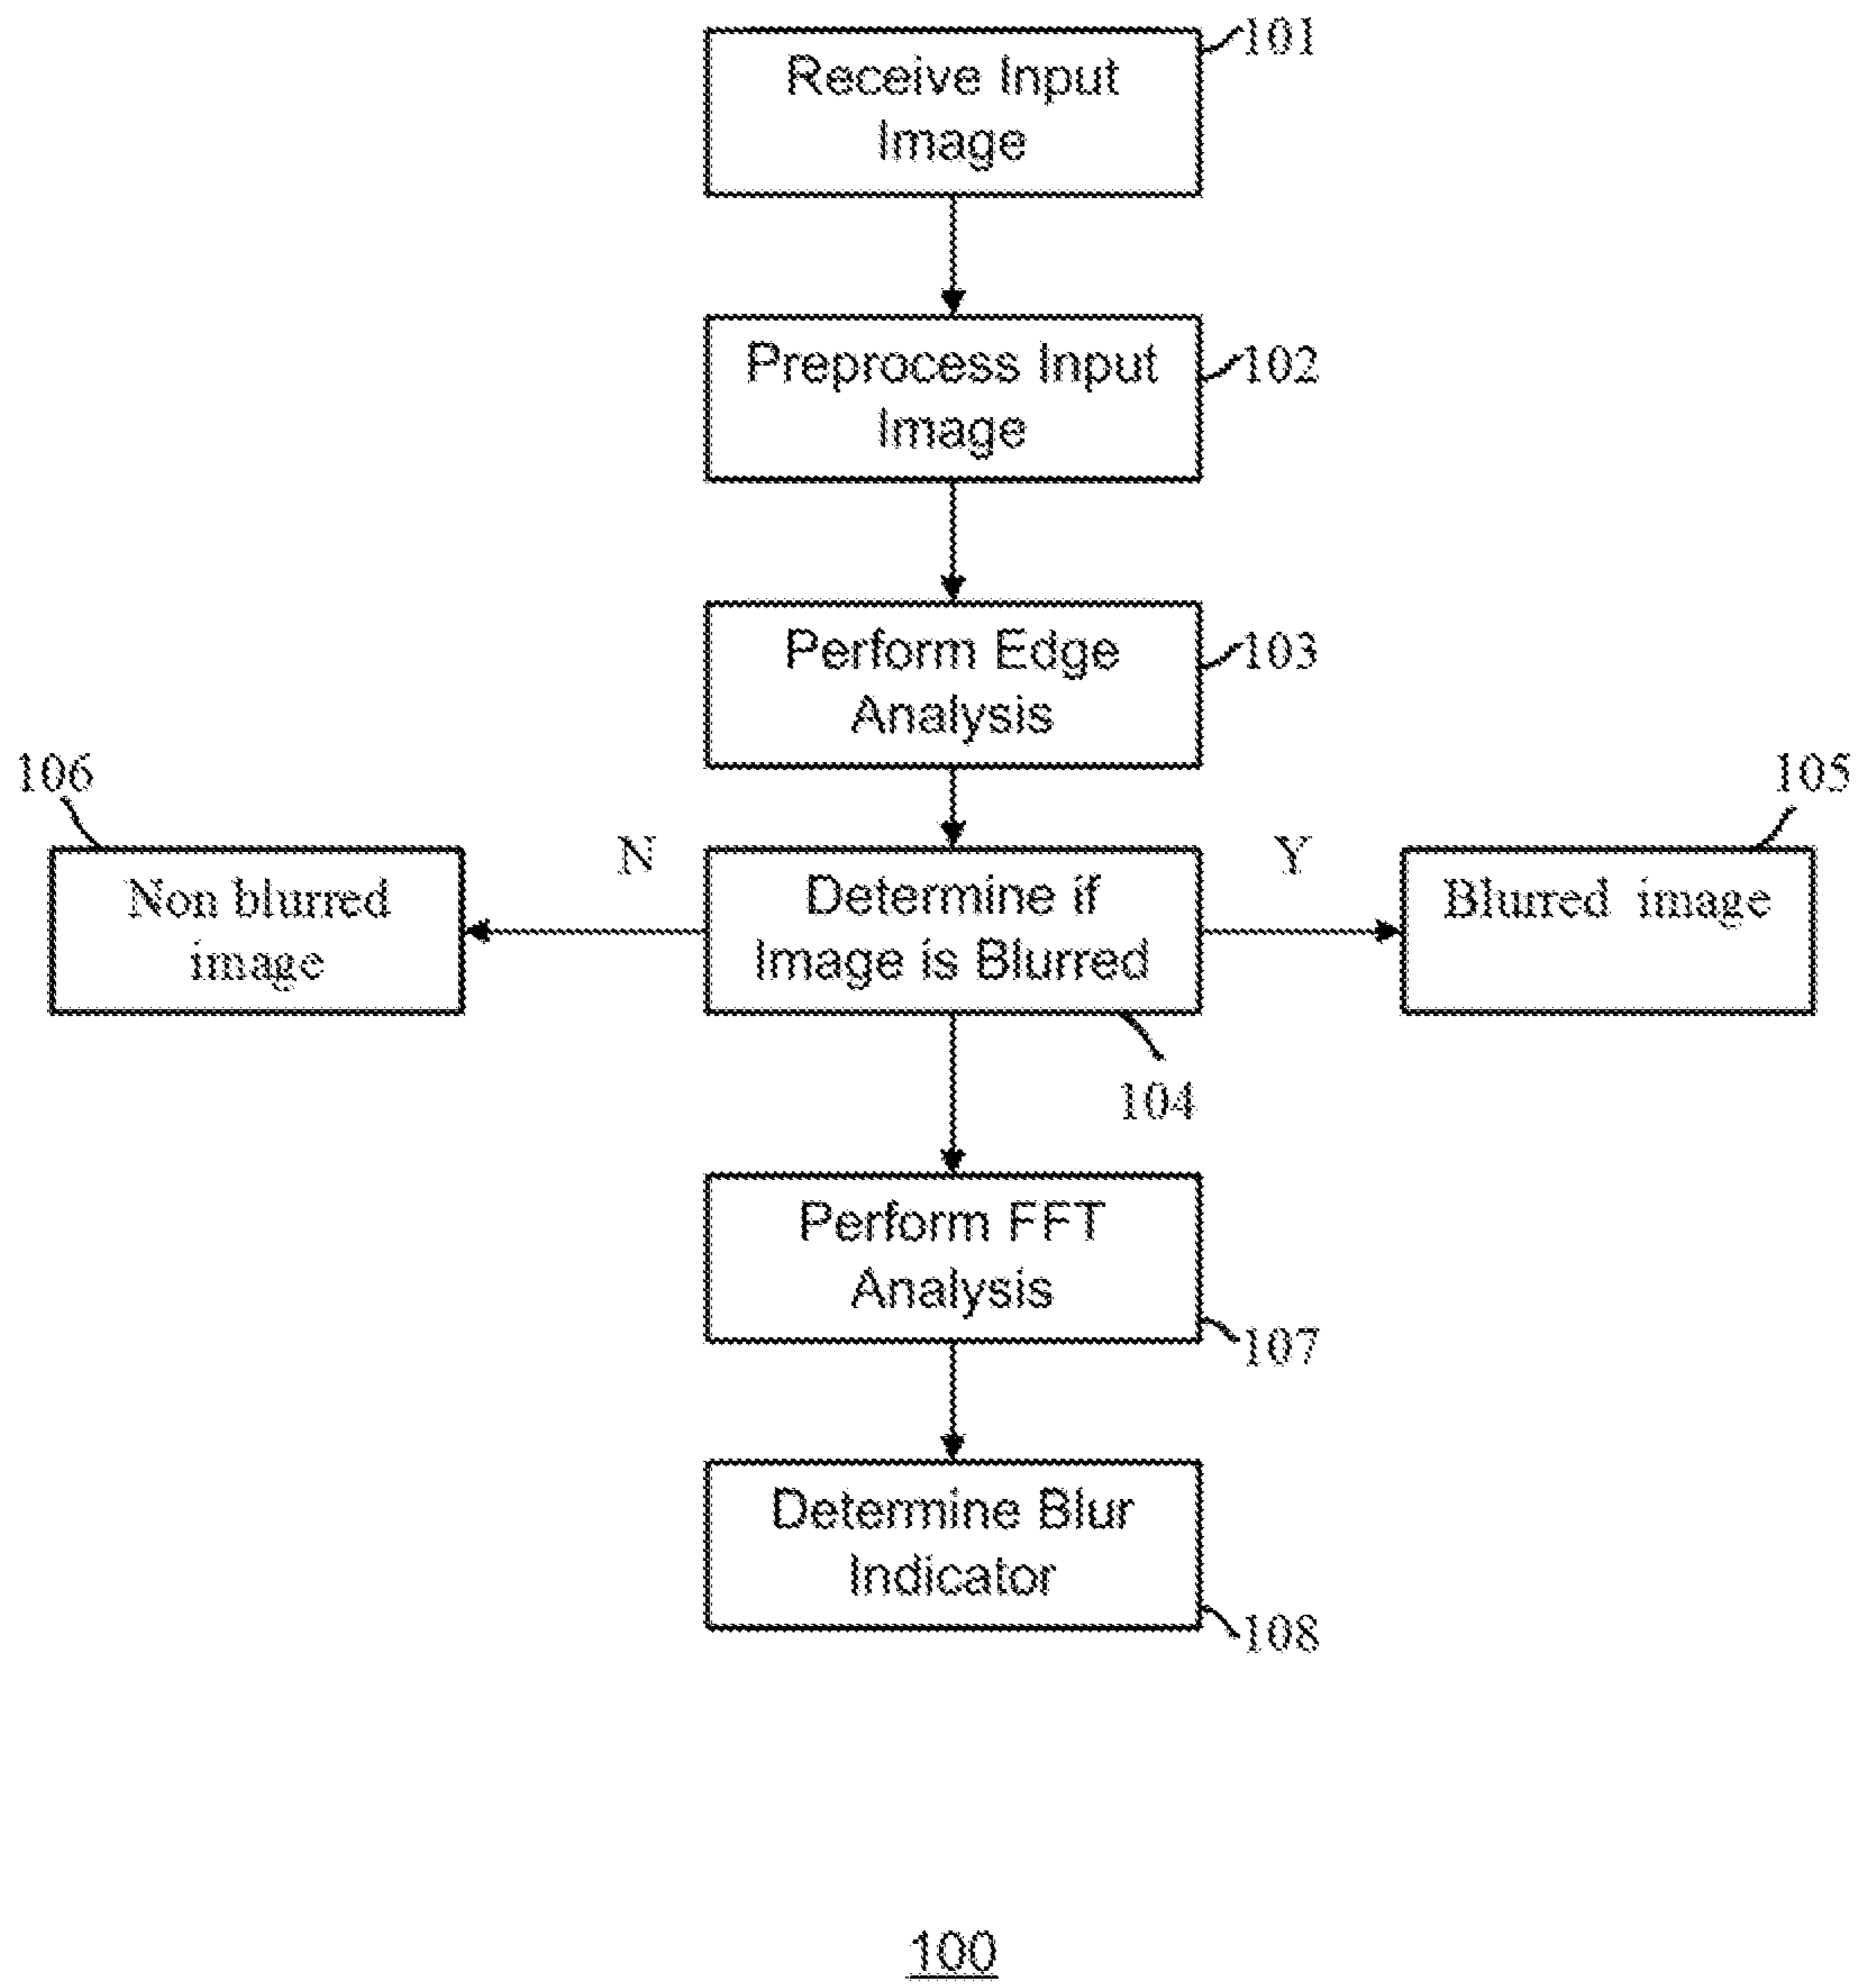 101
Receive Input
Image
Preprocess Input
Image
102
Perform Edge
Analysis
103
106
105
N
Y
Non blurred
image
Determine if
Image is Blurred
Blurred image
104
Perform FFT
Analysis
107
Determine Blur
Indicator
108
100